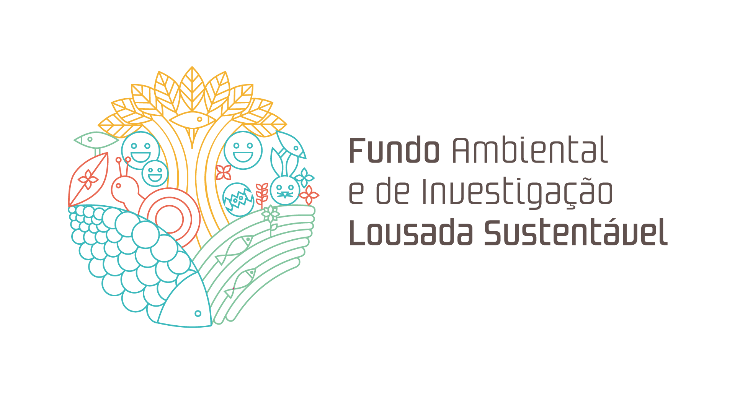 Fundo Ambiental
e de Investigação
Lousada Sustentável